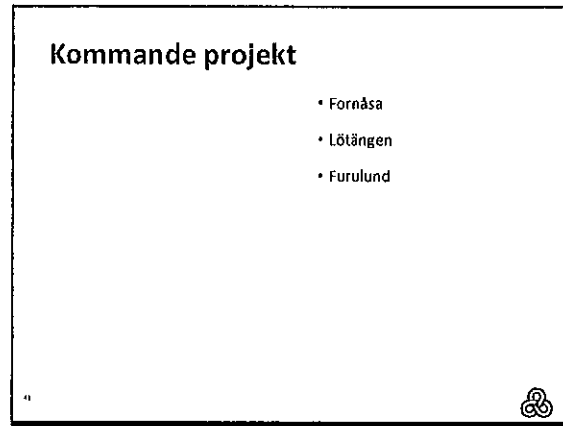 Kommande projekt
• Fornåsa
• Lötängen
• Furulund